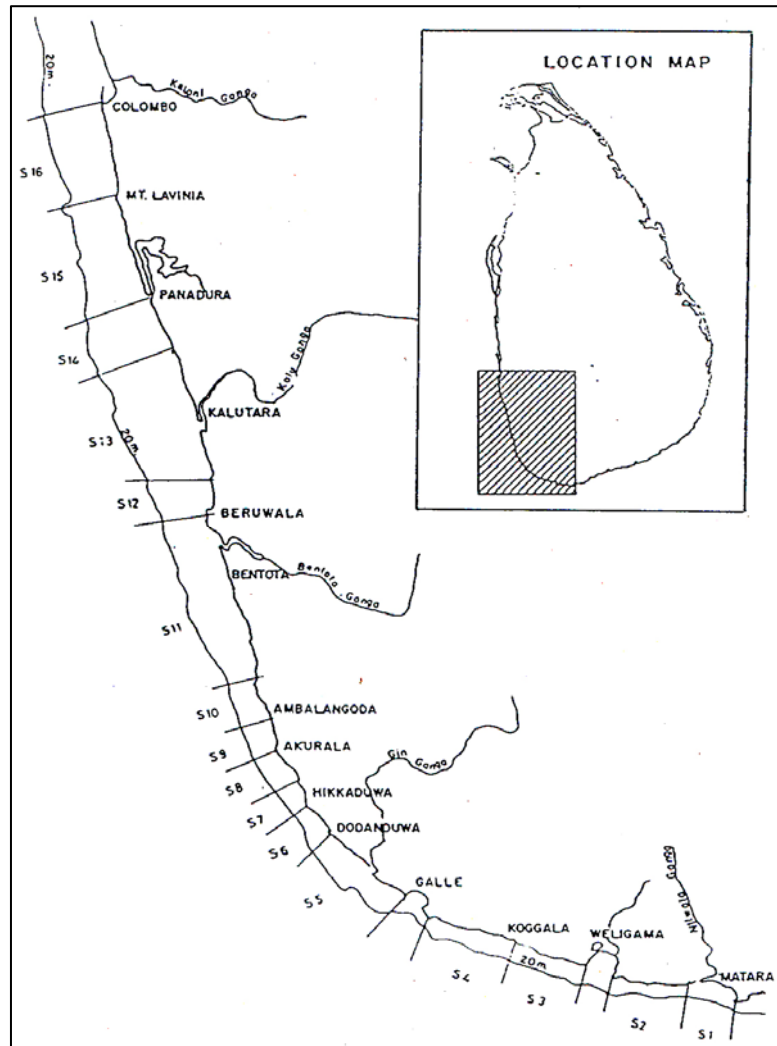 LOCATION MAP
20m.
Kelani Ganga
COLOMBO
S16
MT. LAVINIA
S15
PANADURA
S14
Kalu Ganga
KALUTARA
S13
20m.
S12
BERUWALA
Bentota Ganga
BENTOTA
S11
S10
AMBALANGODA
S9
AKURALA
Gin Ganga
S8
HIKKADUWA
S7
DODANDUWA
S6
Nilwala Ganga
S5
GALLE
KOGGALA
WELIGAMA
20m
MATARA
S4
S3
S2
S1